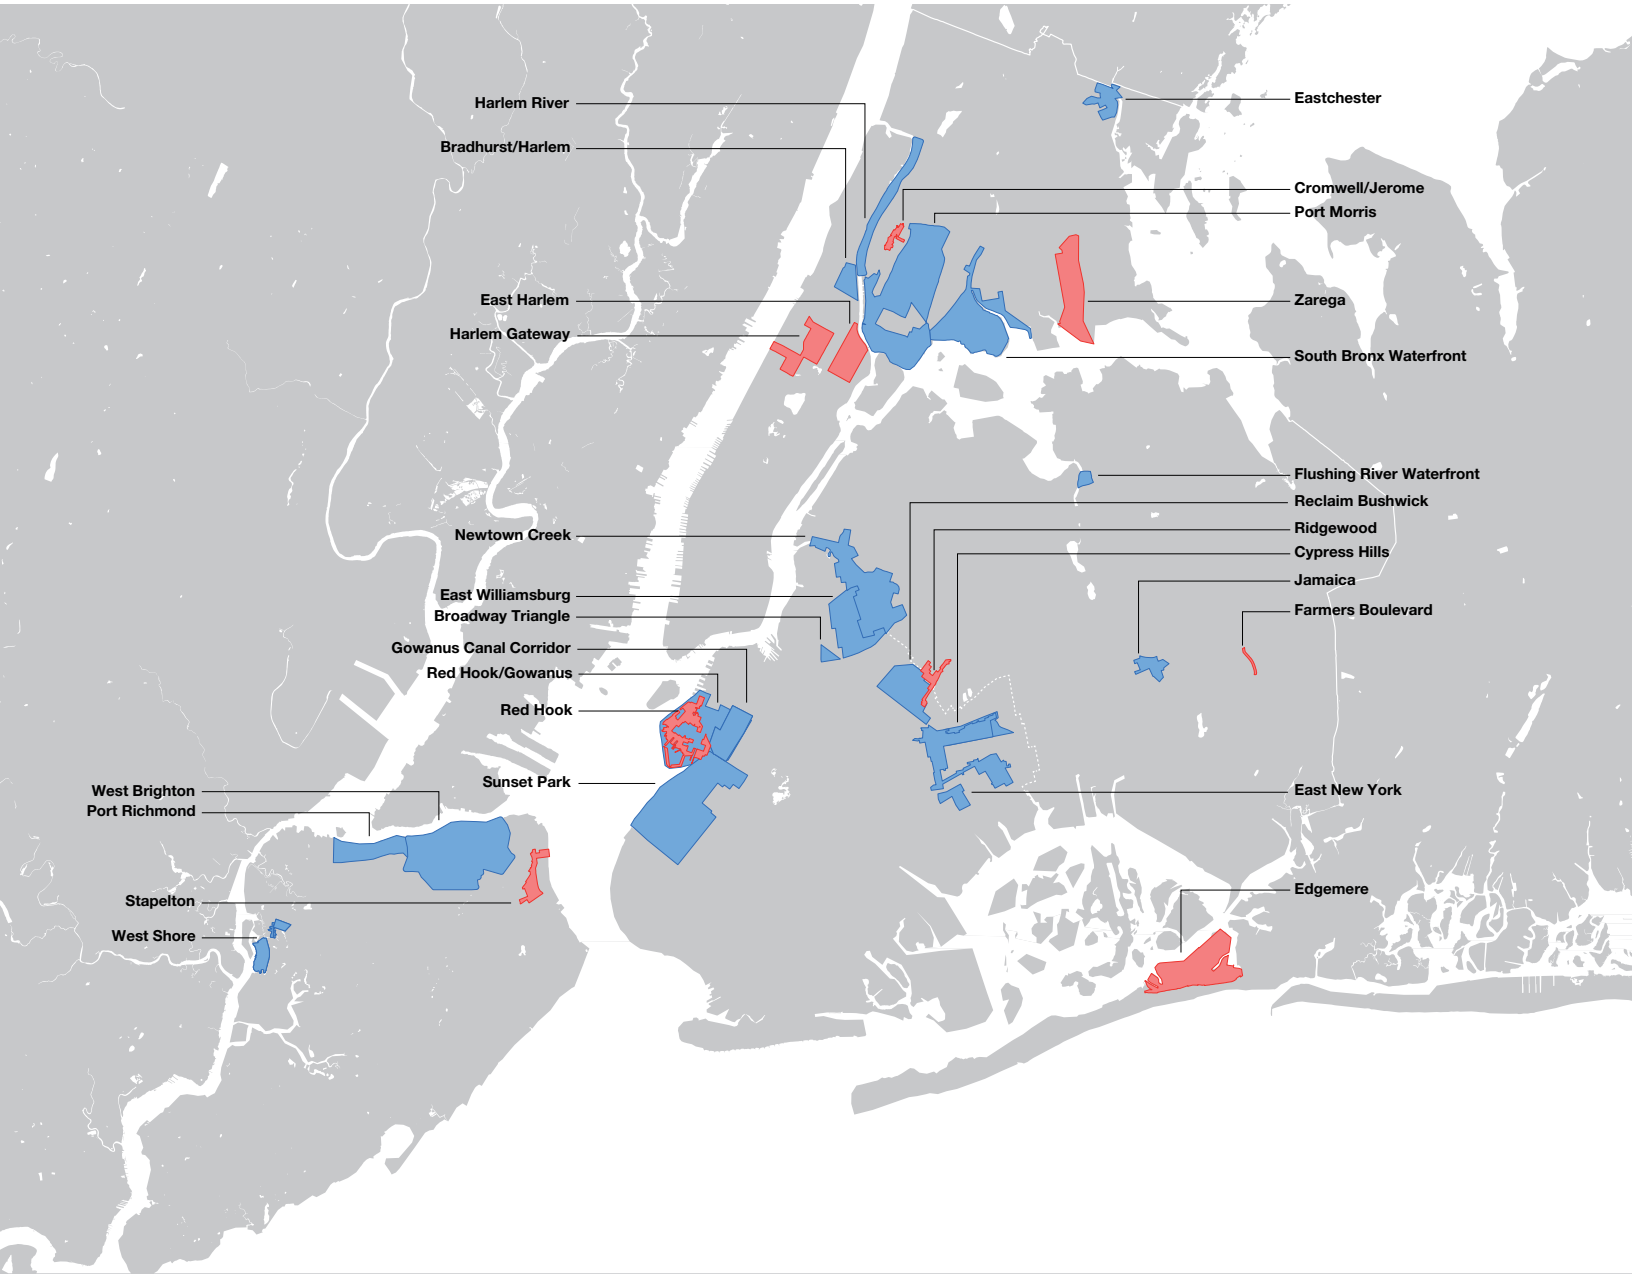 Harlem River
Bradhurst/Harlem
East Harlem
Harlem Gateway
Newtown Creek
East Williamsburg
Broadway Triangle
Gowanus Canal Corridor
Red Hook/Gowanus
Red Hook
Sunset Park
West Brighton
Port Richmond
Stapelton
West Shore
Eastchester
Cromwell/Jerome
Port Morris
Zarega
South Bronx Waterfront
Flushing River Waterfront
Reclaim Bushwick
Ridgewood
Cypress Hills
Jamaica
Farmers Boulevard
East New York
Edgemere